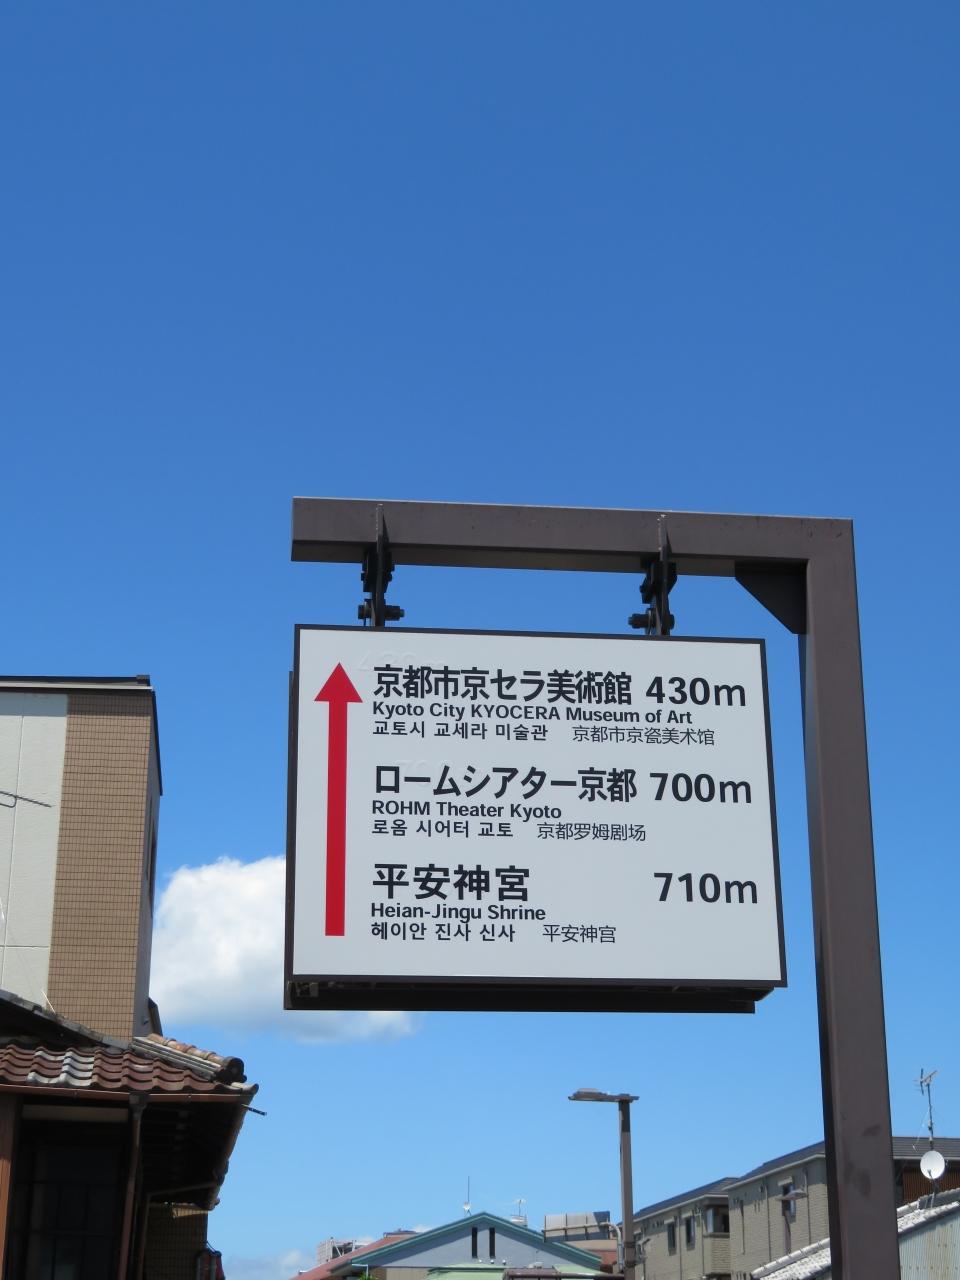 京都市京セラ美術館 430m
Kyoto City KYOCERA Museum of Art
교토시 교세라 미술관 京都市京瓷美术馆
ロームシアター京都 700m
ROHM Theater Kyoto
로옴 시어터 교토 京都罗姆剧场
平安神宮 710m
Heian-Jingu Shrine
헤이안 진사 신사 平安神宫